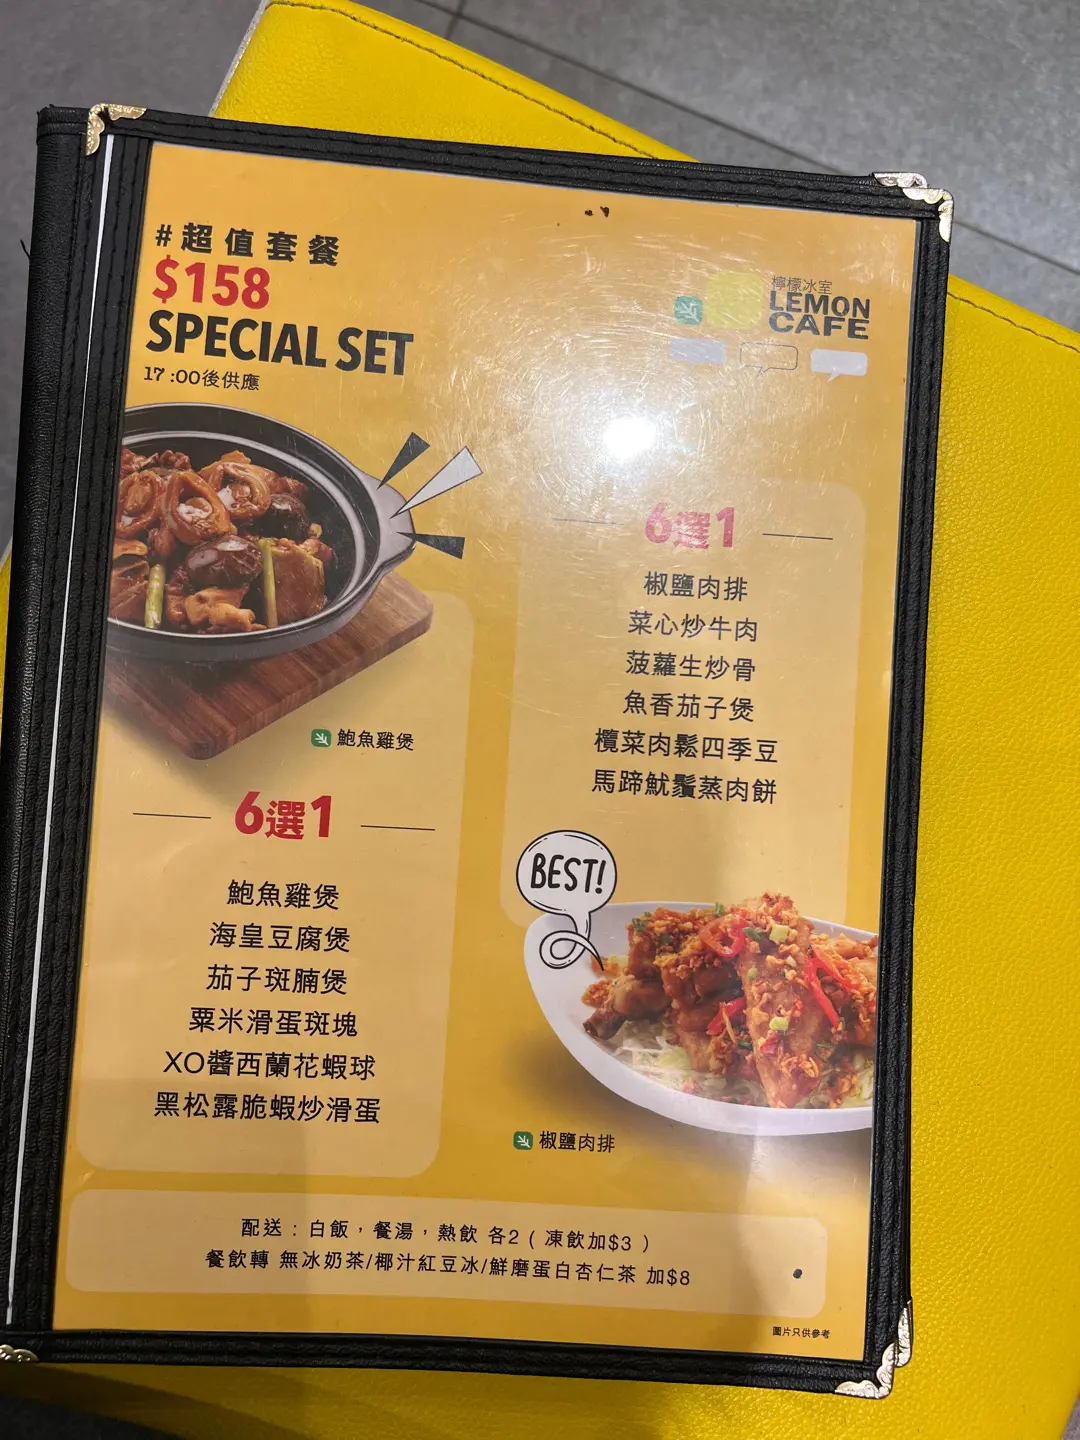 #超值套餐
$158
SPECIAL SET
17:00後供應
檸檬冰室
LEMON
CAFE
鮑魚雞煲
6選1
鮑魚雞煲
海皇豆腐煲
茄子斑腩煲
粟米滑蛋斑塊
XO醬西蘭花蝦球
黑松露脆蝦炒滑蛋
6選1
椒鹽肉排
菜心炒牛肉
菠蘿生炒骨
魚香茄子煲
欖菜肉鬆四季豆
馬蹄魷鬚蒸肉餅
BEST!
椒鹽肉排
配送:白飯,餐湯,熱飲 各2(凍飲加$3)
餐飲轉 無冰奶茶/椰汁紅豆冰/鮮磨蛋白杏仁茶 加$8
圖片只供參考